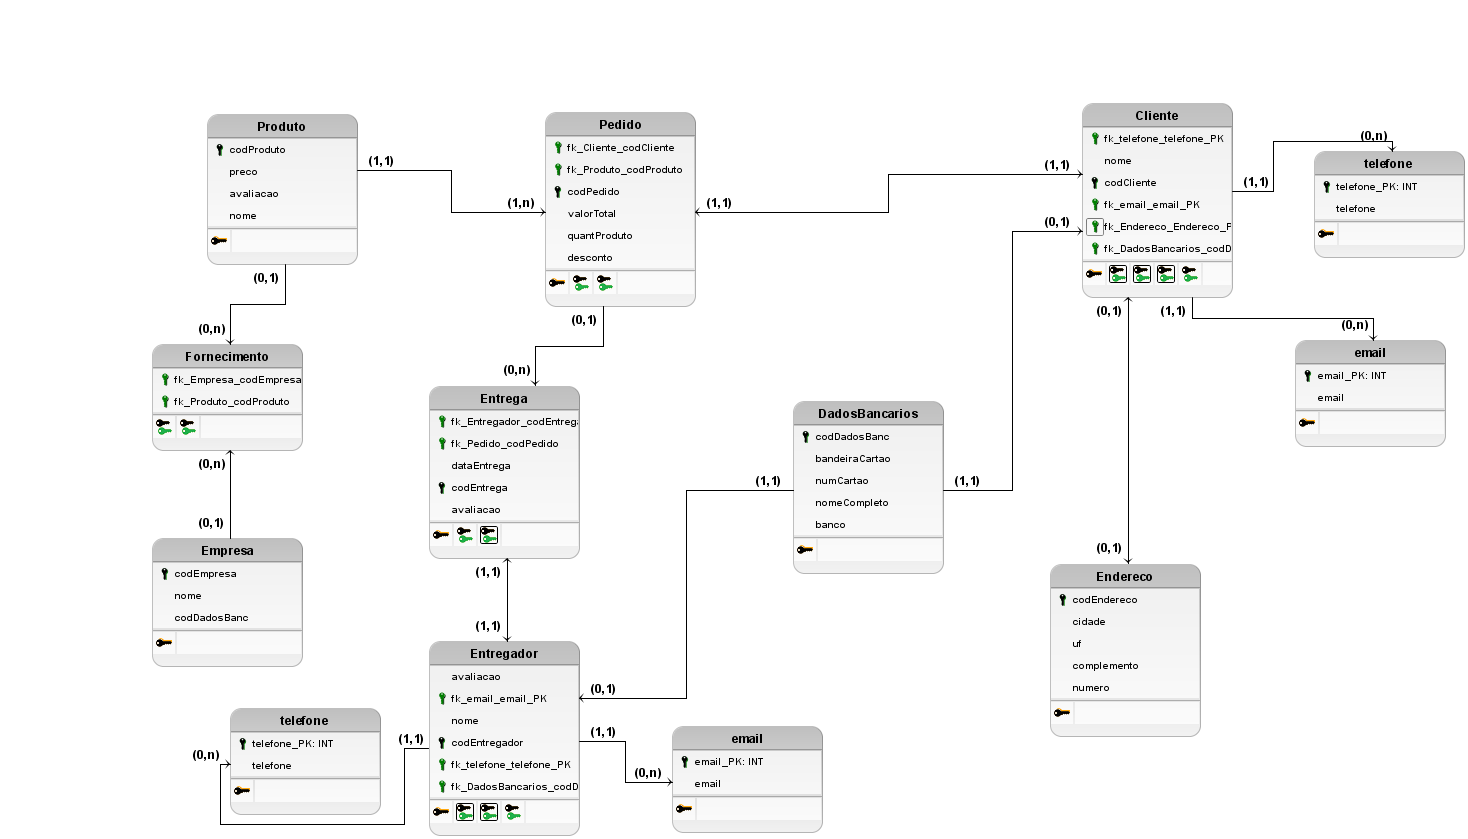 Produto
codProduto
preco
avaliacao
nome
(1,1)
(1,n)
(0,1)
(0,n)
Pedido
fk_Cliente_codCliente
fk_Produto_codProduto
codPedido
valorTotal
quantProduto
desconto
(1,1)
(1,1)
(0,1)
(0,n)
Cliente
fk_telefone_telefone_PK
nome
codCliente
fk_email_email_PK
fk_Endereco_Endereco_P
fk_DadosBancarios_codD
(0,1)
(1,1)
(0,n)
telefone
telefone_PK: INT
telefone
(0,1)
(1,1)
(0,n)
email
email_PK: INT
email
Fornecimento
fk_Empresa_codEmpresa
fk_Produto_codProduto
(0,n)
(0,1)
Empresa
codEmpresa
nome
codDadosBanc
Entrega
fk_Entregador_codEntrega
fk_Pedido_codPedido
dataEntrega
codEntrega
avaliacao
(1,1)
(1,1)
DadosBancarios
codDadosBanc
bandeiraCartao
numCartao
nomeCompleto
banco
(1,1)
(1,1)
(0,1)
Endereco
codEndereco
cidade
uf
complemento
numero
Entregador
avaliacao
fk_email_email_PK
nome
codEntregador
fk_telefone_telefone_PK
fk_DadosBancarios_codD
(0,1)
(1,1)
(0,n)
(1,1)
(0,n)
telefone
telefone_PK: INT
telefone
email
email_PK: INT
email